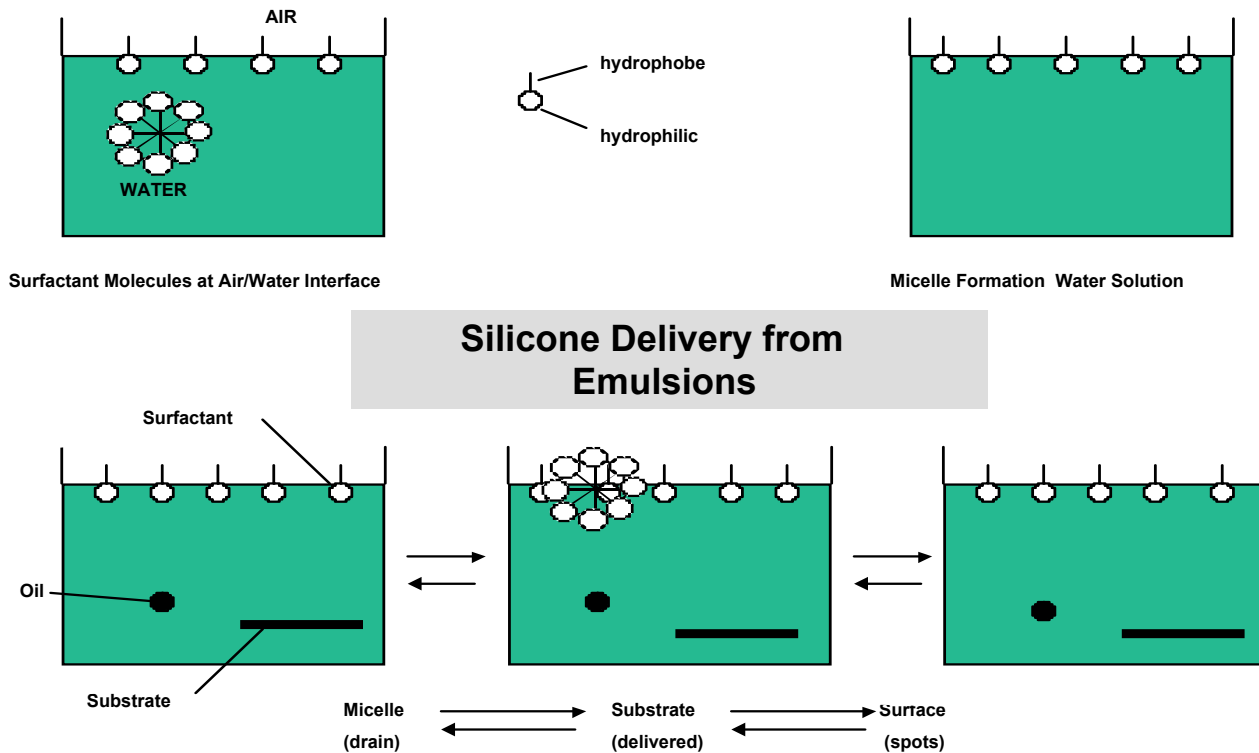 AIR
hydrophobe
hydrophilic
WATER
Surfactant Molecules at Air/Water Interface
Micelle Formation Water Solution
Silicone Delivery from
Emulsions
Surfactant
Oil
Substrate
Micelle
(drain)
Substrate
(delivered)
Surface
(spots)